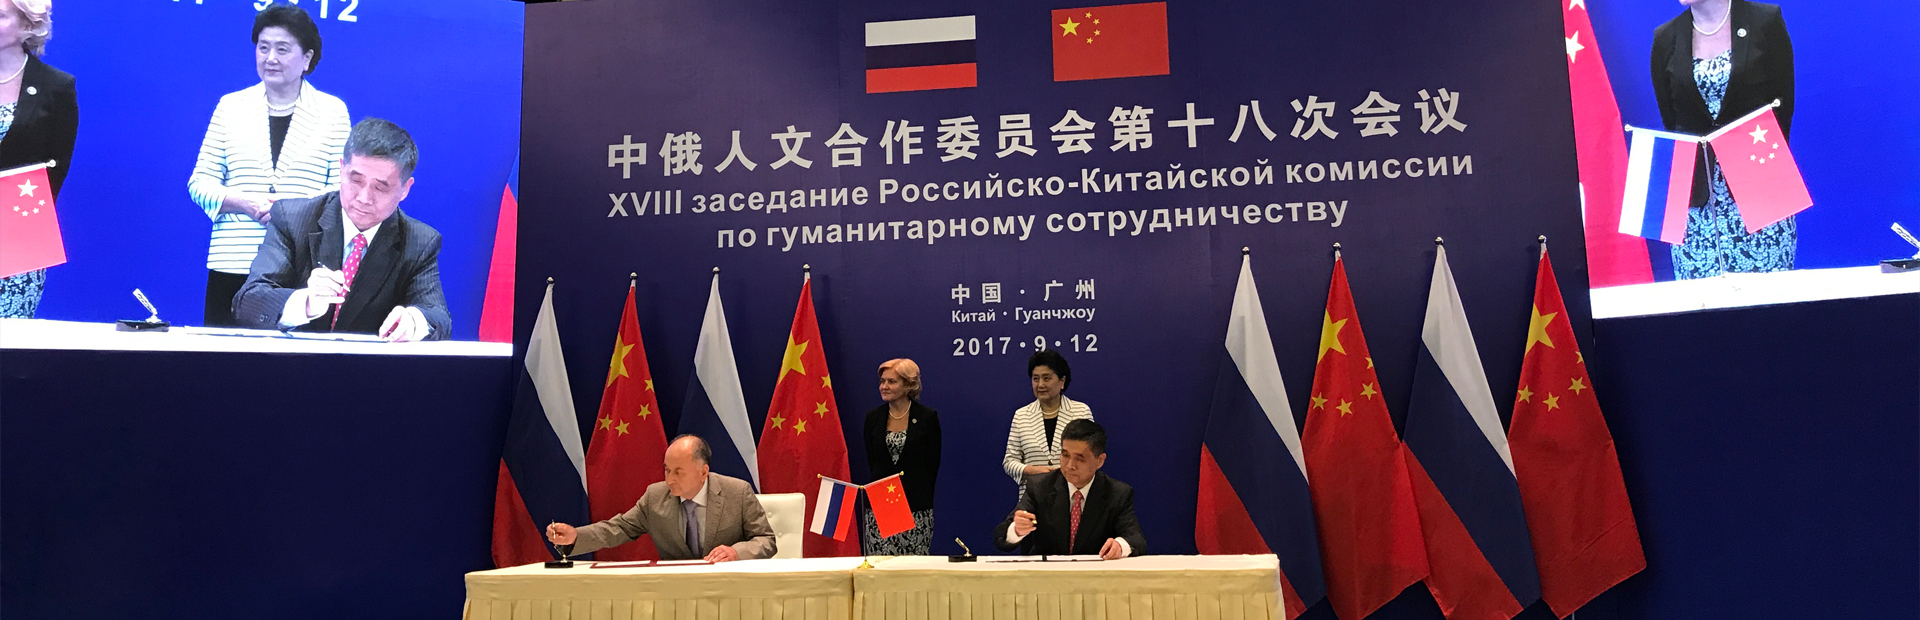 中俄人文合作委员会第十八次会议
XVIII заседание Российско-Китайской комиссии
по гуманитарному сотрудничеству
中国·广州
Китай·Гуанчжоу
2017·9·12